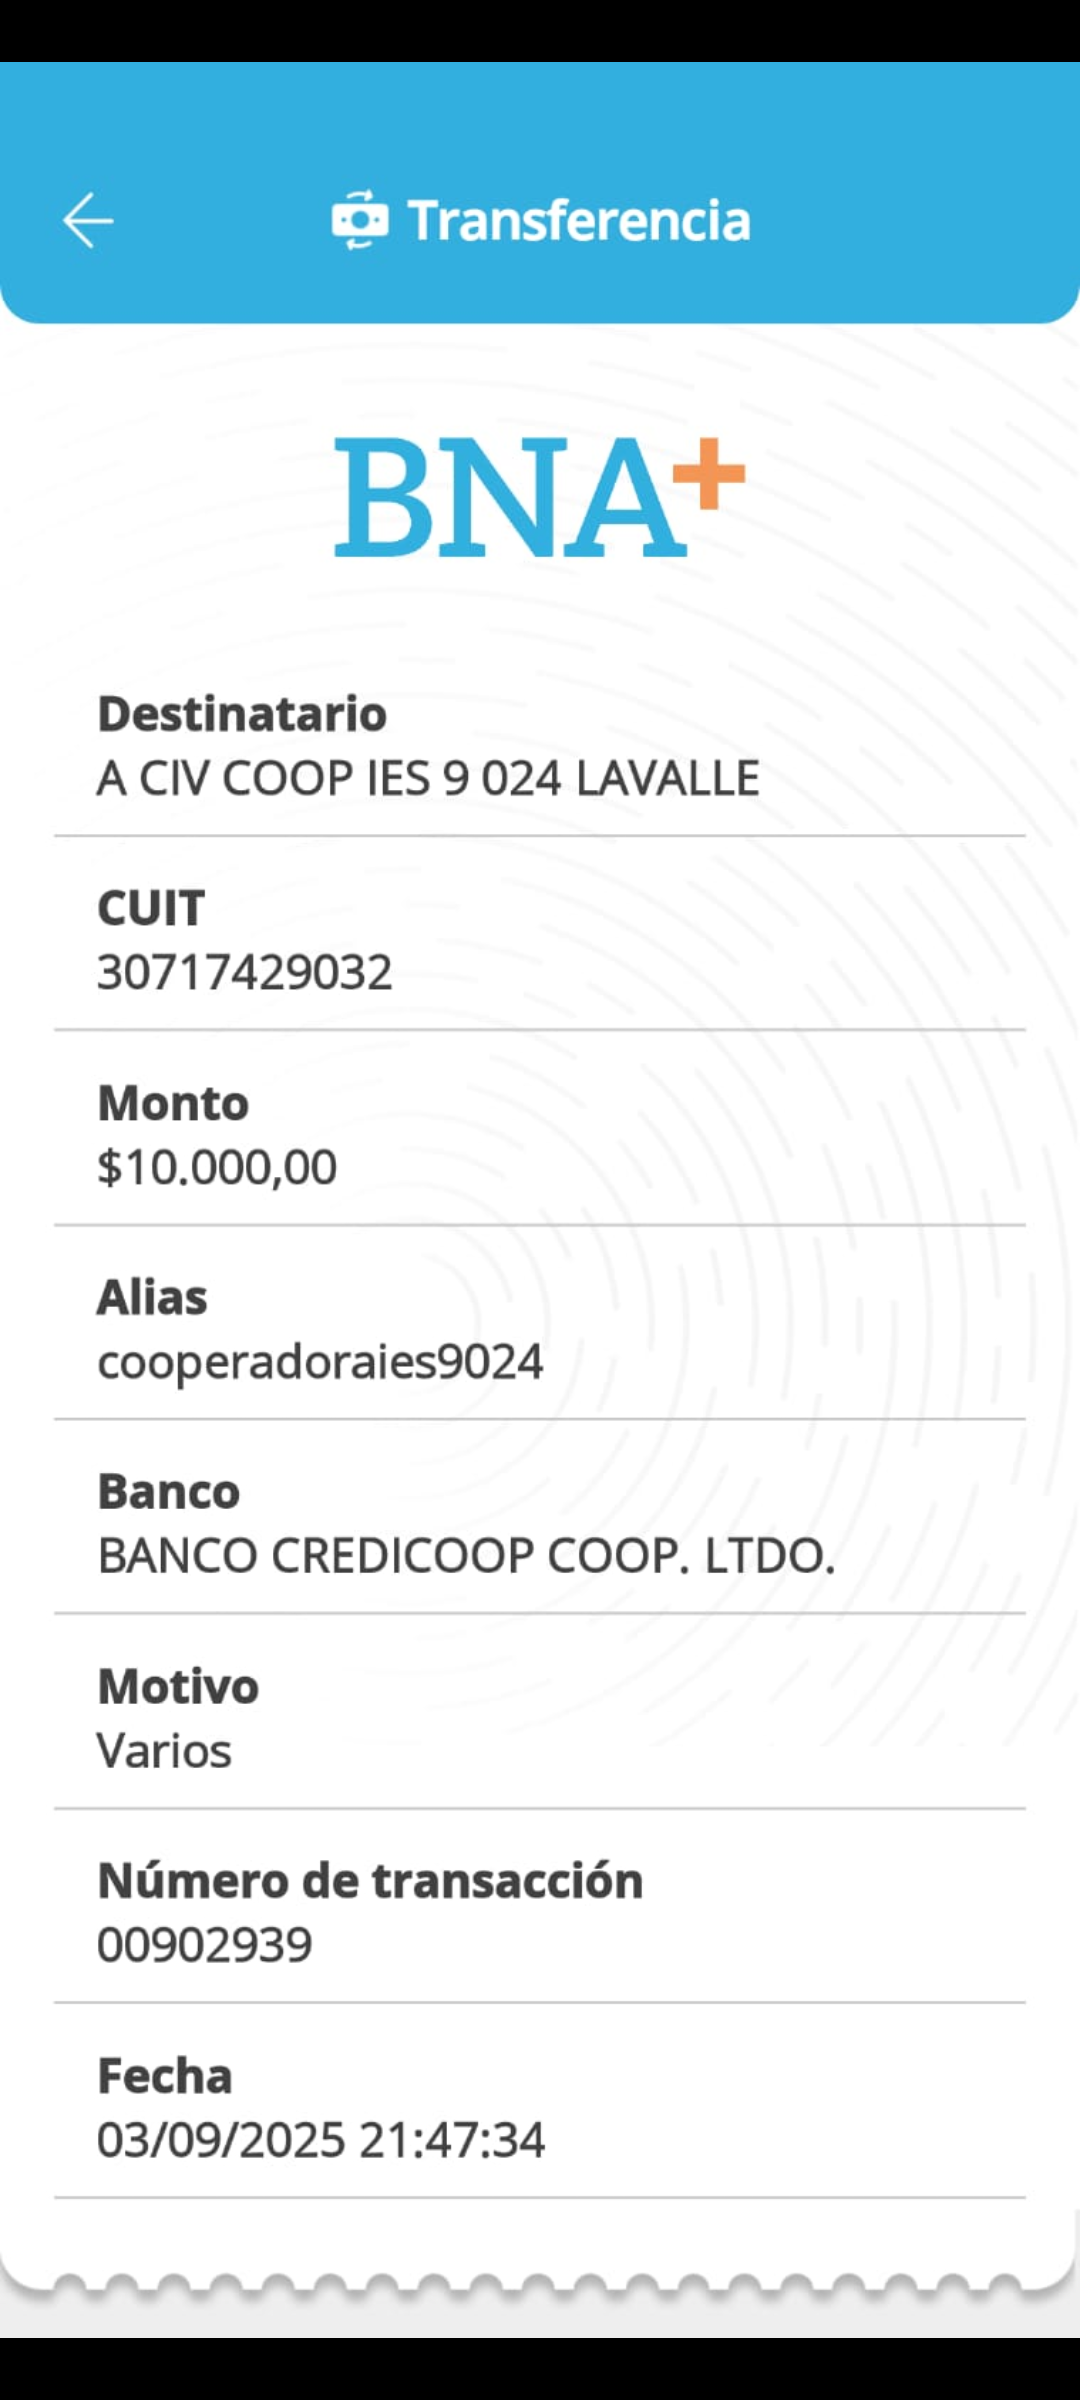 Transferencia
BNA+
Destinatario
A CIV COOP IES 9 024 LAVALLE
CUIT
30717429032
Monto
$10.000,00
Alias
cooperadoraies9024
Banco
BANCO CREDICOOP COOP. LTDO.
Motivo
Varios
Número de transacción
00902939
Fecha
03/09/2025 21:47:34